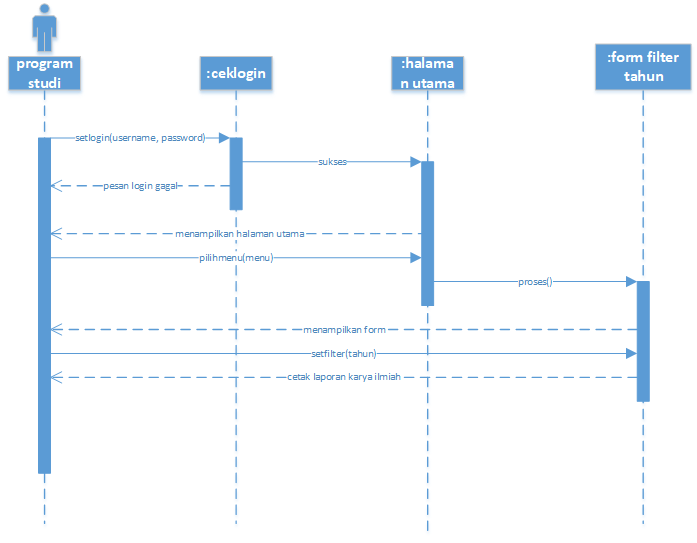 program
studi
:ceklogin
:halama
n utama
:form filter
tahun
setlogin(username, password)
sukses
pesan login gagal
menampilkan halaman utama
pilihmenu(menu)
proses()
menampilkan form
setfilter(tahun)
cetak laporan karya ilmiah